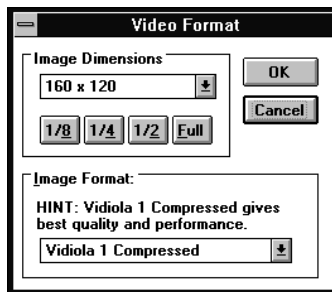 Video Format
Image Dimensions
160 x 120
OK
Cancel
1/8 1/4 1/2 Full
Image Format:
HINT: Vidiola 1 Compressed gives
best quality and performance.
Vidiola 1 Compressed